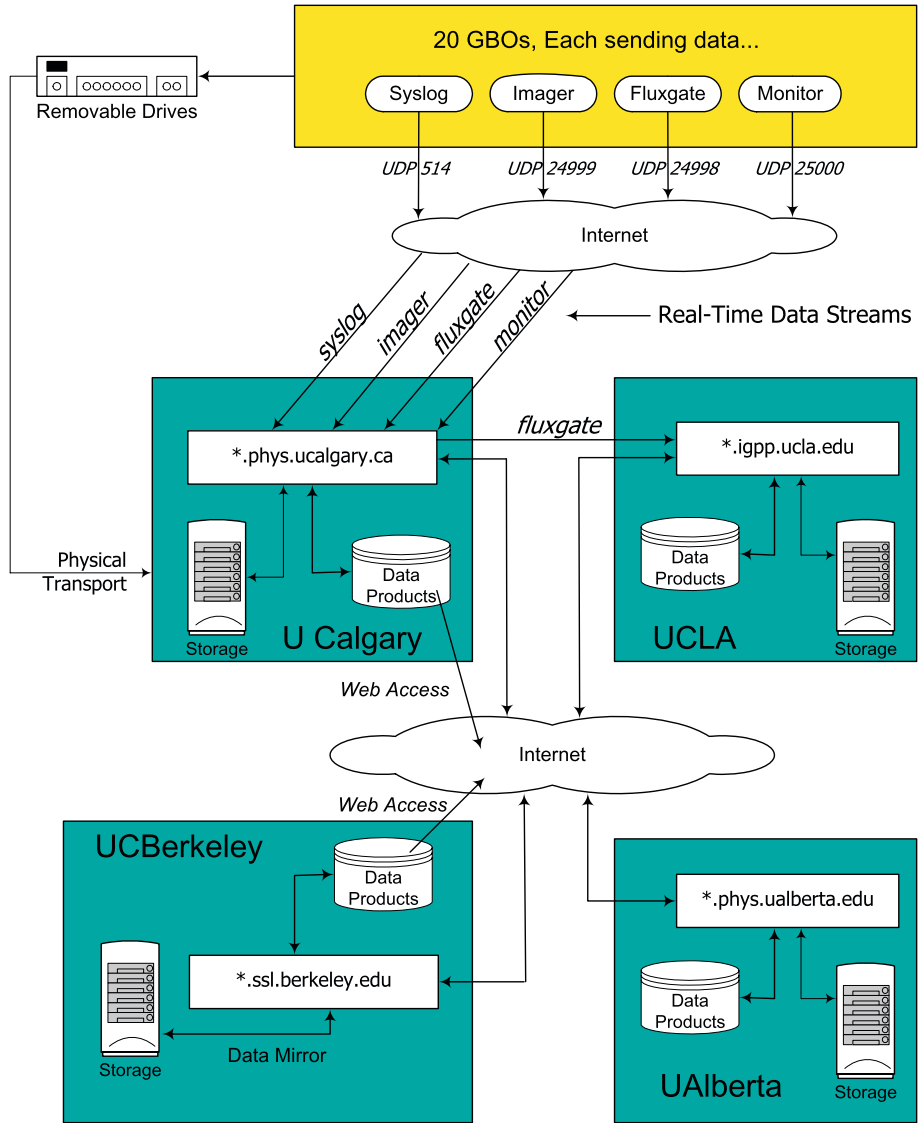 20 GBOs, Each sending data...
Syslog
Imager
Fluxgate
Monitor
Removable Drives
UDP 514
UDP 24999
UDP 24998
UDP 25000
Internet
syslog
imager
fluxgate
monitor
Real-Time Data Streams
fluxgate
*.phys.ucalgary.ca
*.igpp.ucla.edu
Physical
Transport
Data
Products
Storage
U Calgary
Data
Products
UCLA
Storage
Web Access
Internet
Web Access
UCBerkeley
Data
Products
*.ssl.berkeley.edu
Data Mirror
Storage
*.phys.ualberta.edu
Data
Products
UAlberta
Storage